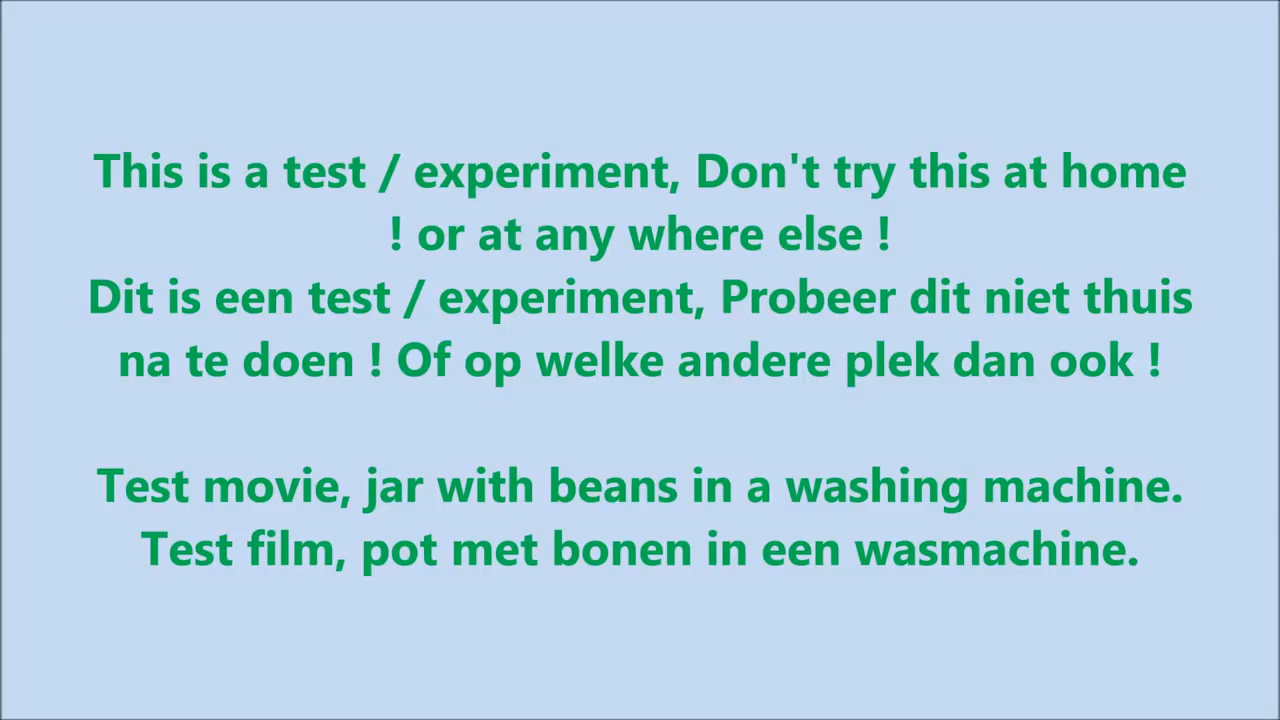 This is a test / experiment, Don't try this at home
! or at any where else !
Dit is een test / experiment, Probeer dit niet thuis
na te doen ! Of op welke andere plek dan ook !
Test movie, jar with beans in a washing machine.
Test film, pot met bonen in een wasmachine.